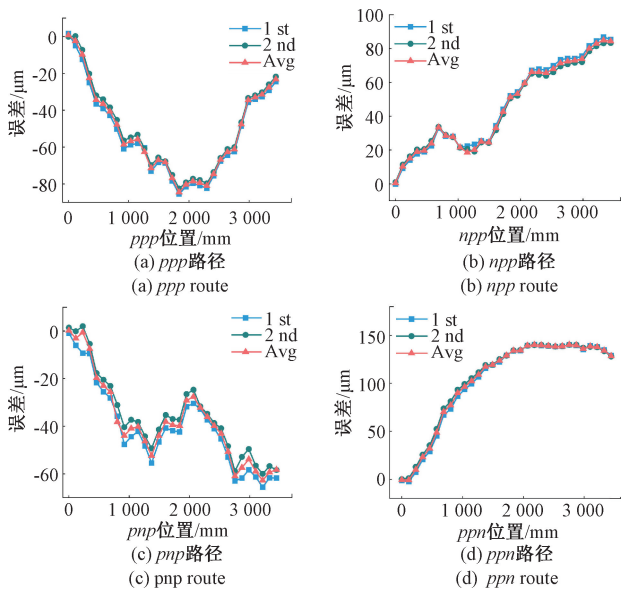 0
-20
-40
-60
-80
误差/μm
1 st
2 nd
Avg
0 1 000 2 000 3 000
ppp位置/mm
(a) ppp路径
(a) ppp route
100
80
60
40
20
0
误差/μm
1 st
2 nd
Avg
0 1 000 2 000 3 000
npp位置/mm
(b) npp路径
(b) npp route
0
-20
-40
-60
误差/μm
1 st
2 nd
Avg
0 1 000 2 000 3 000
pnp位置/mm
(c) pnp路径
(c) pnp route
150
100
50
0
误差/μm
1 st
2 nd
Avg
0 1 000 2 000 3 000
ppn位置/mm
(d) ppn路径
(d) ppn route